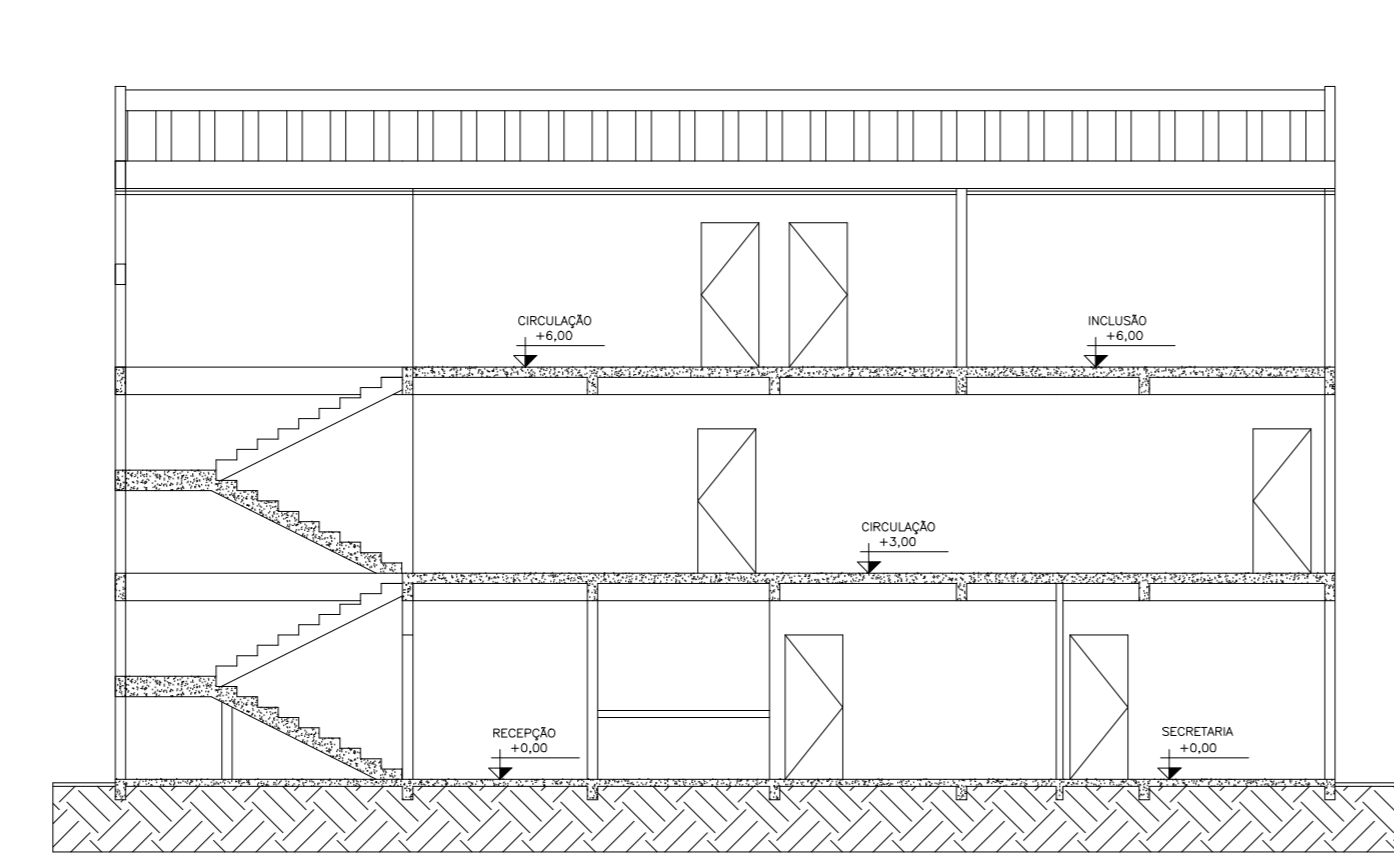 CIRCULAÇÃO
+6,00
INCLUSÃO
+6,00
CIRCULAÇÃO
+3,00
RECEPÇÃO
+0,00
SECRETARIA
+0,00